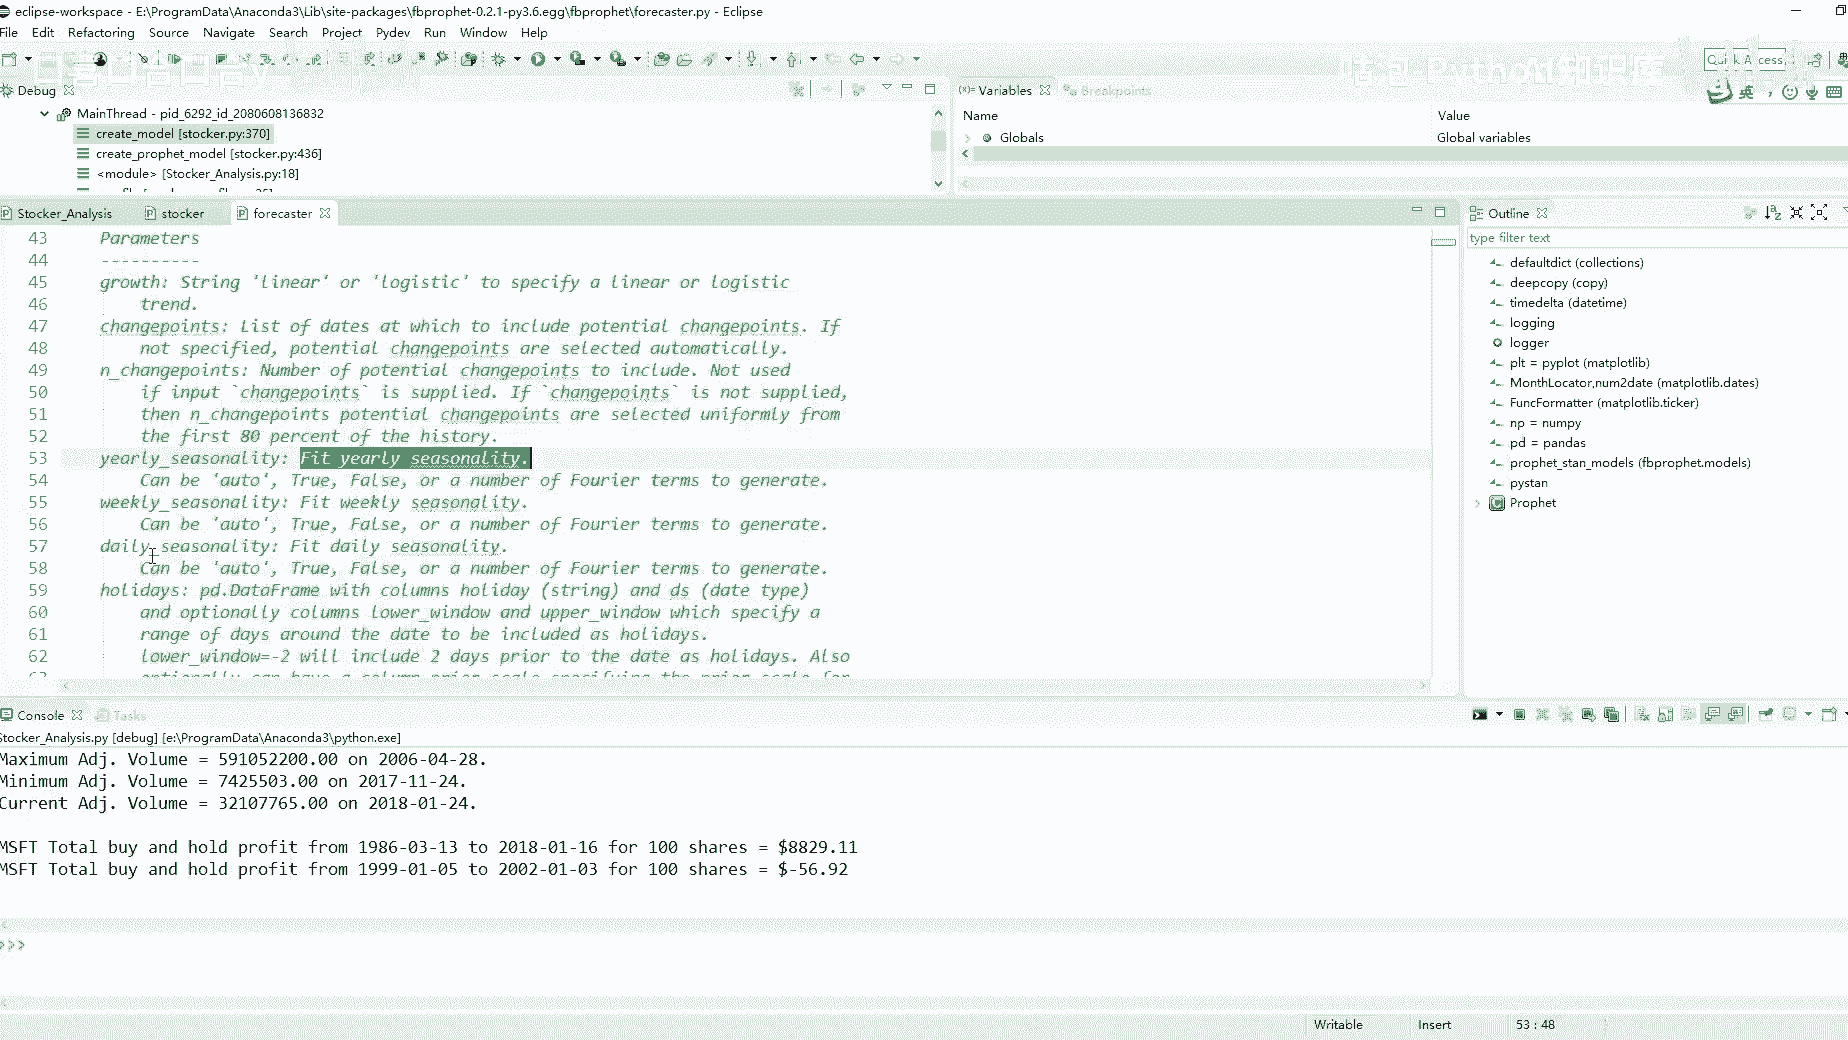 eclipse-workspace - E:\ProgramData\Anaconda3\Lib\site-packages\fbprophet-0.2.1-py3.6.egg\fbprophet\forecaster.py - Eclipse
File Edit Refactoring Source Navigate Search Project Pydev Run Window Help
Debug
MainThread - pid_6292_id_2080608136832
create_model [stocker.py:370]
create_prophet_model [stocker.py:436]
<module> [Stocker_Analysis.py:18]
Variables Breakpoints
Name Value
Globals Global variables
Stocker_Analysis stocker forecaster
43 Parameters
44 ----------
45 growth: String 'linear' or 'logistic' to specify a linear or logistic
46 trend.
47 changepoints: List of dates at which to include potential changepoints. If
48 not specified, potential changepoints are selected automatically.
49 n_changepoints: Number of potential changepoints to include. Not used
50 if input `changepoints` is supplied. If `changepoints` is not supplied,
51 then n_changepoints potential changepoints are selected uniformly from
52 the first 80 percent of the history.
53 yearly_seasonality: Fit yearly seasonality.
54 Can be 'auto', True, False, or a number of Fourier terms to generate.
55 weekly_seasonality: Fit weekly seasonality.
56 Can be 'auto', True, False, or a number of Fourier terms to generate.
57 daily_seasonality: Fit daily seasonality.
58 Can be 'auto', True, False, or a number of Fourier terms to generate.
59 holidays: pd.DataFrame with columns holiday (string) and ds (date type)
60 and optionally columns lower_window and upper_window which specify a
61 range of days around the date to be included as holidays.
62 lower_window=-2 will include 2 days prior to the date as holidays. Also
Outline
type filter text
defaultdict (collections)
deepcopy (copy)
timedelta (datetime)
logging
logger
plt = pyplot (matplotlib)
MonthLocator,num2date (matplotlib.dates)
FuncFormatter (matplotlib.ticker)
np = numpy
pd = pandas
prophet_stan_models (fbprophet.models)
pystan
Prophet
Console Tasks
Stocker_Analysis.py [debug] [e:\ProgramData\Anaconda3\python.exe]
Maximum Adj. Volume = 591052200.00 on 2006-04-28.
Minimum Adj. Volume = 7425503.00 on 2017-11-24.
Current Adj. Volume = 32107765.00 on 2018-01-24.
MSFT Total buy and hold profit from 1986-03-13 to 2018-01-16 for 100 shares = $8829.11
MSFT Total buy and hold profit from 1999-01-05 to 2002-01-03 for 100 shares = $-56.92
>>>
Writable Insert 53 : 48